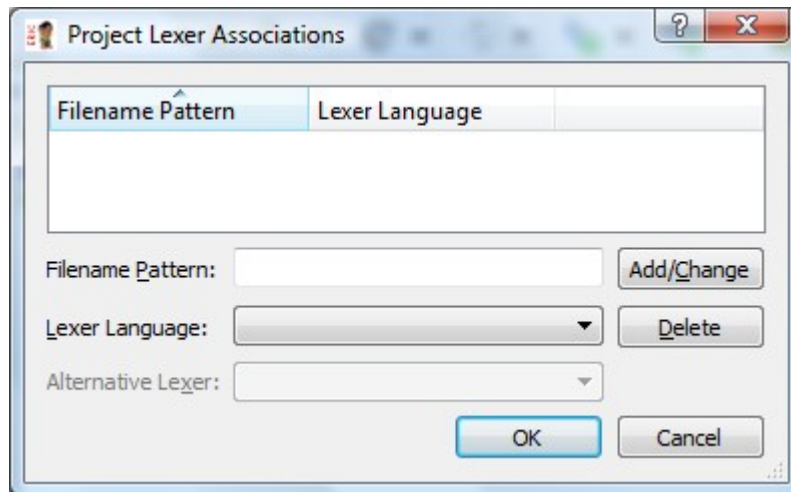 Project Lexer Associations
Filename Pattern Lexer Language
Filename Pattern: Add/Change
Lexer Language: Delete
Alternative Lexer:
OK Cancel